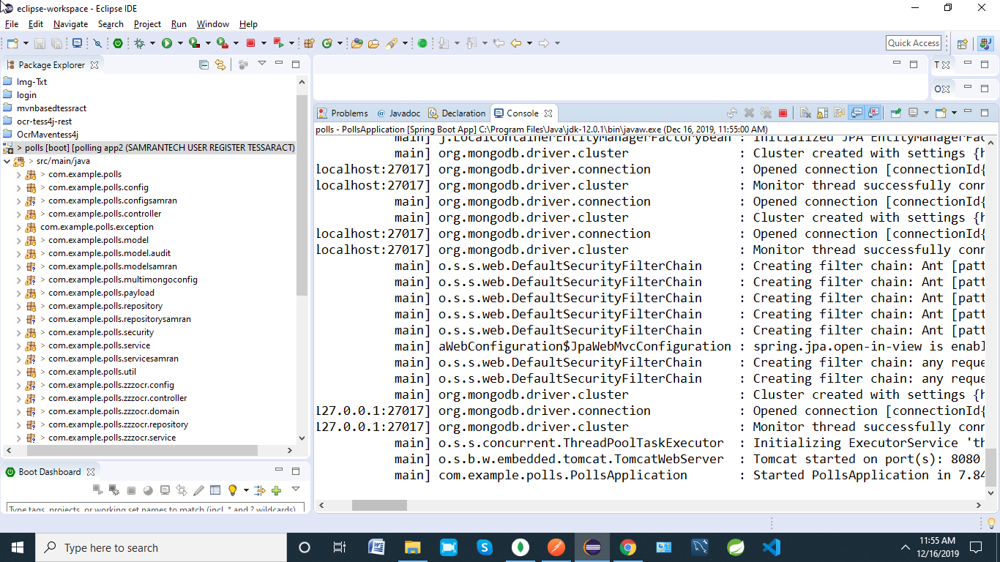 eclipse-workspace - Eclipse IDE
File Edit Navigate Search Project Run Window Help
Quick Access
Package Explorer
Img-Txt
login
mvnbasedtessract
ocr-tess4j-rest
OcrMaventess4j
> polls [boot] [polling app2 (SAMRANTECH USER REGISTER TESSARACT)
> src/main/java
> com.example.polls
> com.example.polls.config
> com.example.polls.configsamran
> com.example.polls.controller
com.example.polls.exception
> com.example.polls.model
> com.example.polls.model.audit
> com.example.polls.modelsamran
> com.example.polls.multimongoconfig
> com.example.polls.payload
> com.example.polls.repository
> com.example.polls.repositorysamran
> com.example.polls.security
> com.example.polls.service
> com.example.polls.servicesamran
> com.example.polls.util
> com.example.polls.zzzocr.config
> com.example.polls.zzzocr.controller
> com.example.polls.zzzocr.domain
> com.example.polls.zzzocr.repository
> com.example.polls.zzzocr.service
Boot Dashboard
Type tags, projects, or working set names to match (incl. * and ? wildcards)
T
O
Problems @ Javadoc Declaration Console
polls - PollsApplication [Spring Boot App] C:\Program Files\Java\jdk-12.0.1\bin\javaw.exe (Dec 16, 2019, 11:55:00 AM)
main] j.LocalContainerEntityManagerFactoryBean : Initialized JPA EntityManagerFac
main] org.mongodb.driver.cluster : Cluster created with settings {h
localhost:27017] org.mongodb.driver.connection : Opened connection [connectionId{
localhost:27017] org.mongodb.driver.cluster : Monitor thread successfully conn
main] org.mongodb.driver.connection : Opened connection [connectionId{
main] org.mongodb.driver.cluster : Cluster created with settings {h
localhost:27017] org.mongodb.driver.connection : Opened connection [connectionId{
localhost:27017] org.mongodb.driver.cluster : Monitor thread successfully conn
main] o.s.s.web.DefaultSecurityFilterChain : Creating filter chain: Ant [patt
main] o.s.s.web.DefaultSecurityFilterChain : Creating filter chain: Ant [patt
main] o.s.s.web.DefaultSecurityFilterChain : Creating filter chain: Ant [patt
main] o.s.s.web.DefaultSecurityFilterChain : Creating filter chain: Ant [patt
main] o.s.s.web.DefaultSecurityFilterChain : Creating filter chain: Ant [patt
main] aWebConfiguration$JpaWebMvcConfiguration : spring.jpa.open-in-view is enabl
main] o.s.s.web.DefaultSecurityFilterChain : Creating filter chain: any reque
main] o.s.s.web.DefaultSecurityFilterChain : Creating filter chain: any reque
main] org.mongodb.driver.cluster : Cluster created with settings {h
127.0.0.1:27017] org.mongodb.driver.connection : Opened connection [connectionId{
127.0.0.1:27017] org.mongodb.driver.cluster : Monitor thread successfully conn
main] o.s.s.concurrent.ThreadPoolTaskExecutor : Initializing ExecutorService 'th
main] o.s.b.w.embedded.tomcat.TomcatWebServer : Tomcat started on port(s): 8080
main] com.example.polls.PollsApplication : Started PollsApplication in 7.84
Type here to search
11:55 AM
12/16/2019